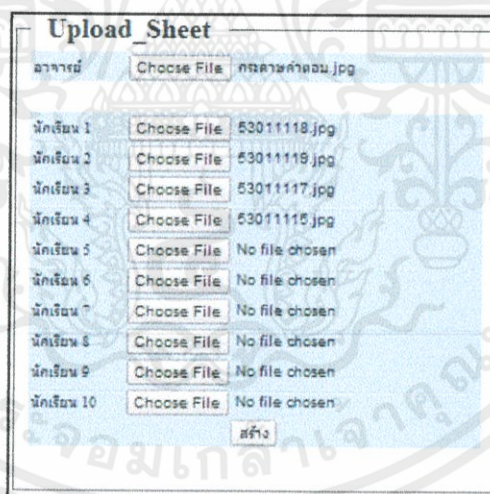 Upload_Sheet
อาจารย์ Choose File กระดาษคำตอบ.jpg
นักเรียน 1 Choose File 53011118.jpg
นักเรียน 2 Choose File 53011119.jpg
นักเรียน 3 Choose File 53011117.jpg
นักเรียน 4 Choose File 53011115.jpg
นักเรียน 5 Choose File No file chosen
นักเรียน 6 Choose File No file chosen
นักเรียน 7 Choose File No file chosen
นักเรียน 8 Choose File No file chosen
นักเรียน 9 Choose File No file chosen
นักเรียน 10 Choose File No file chosen
สร้าง